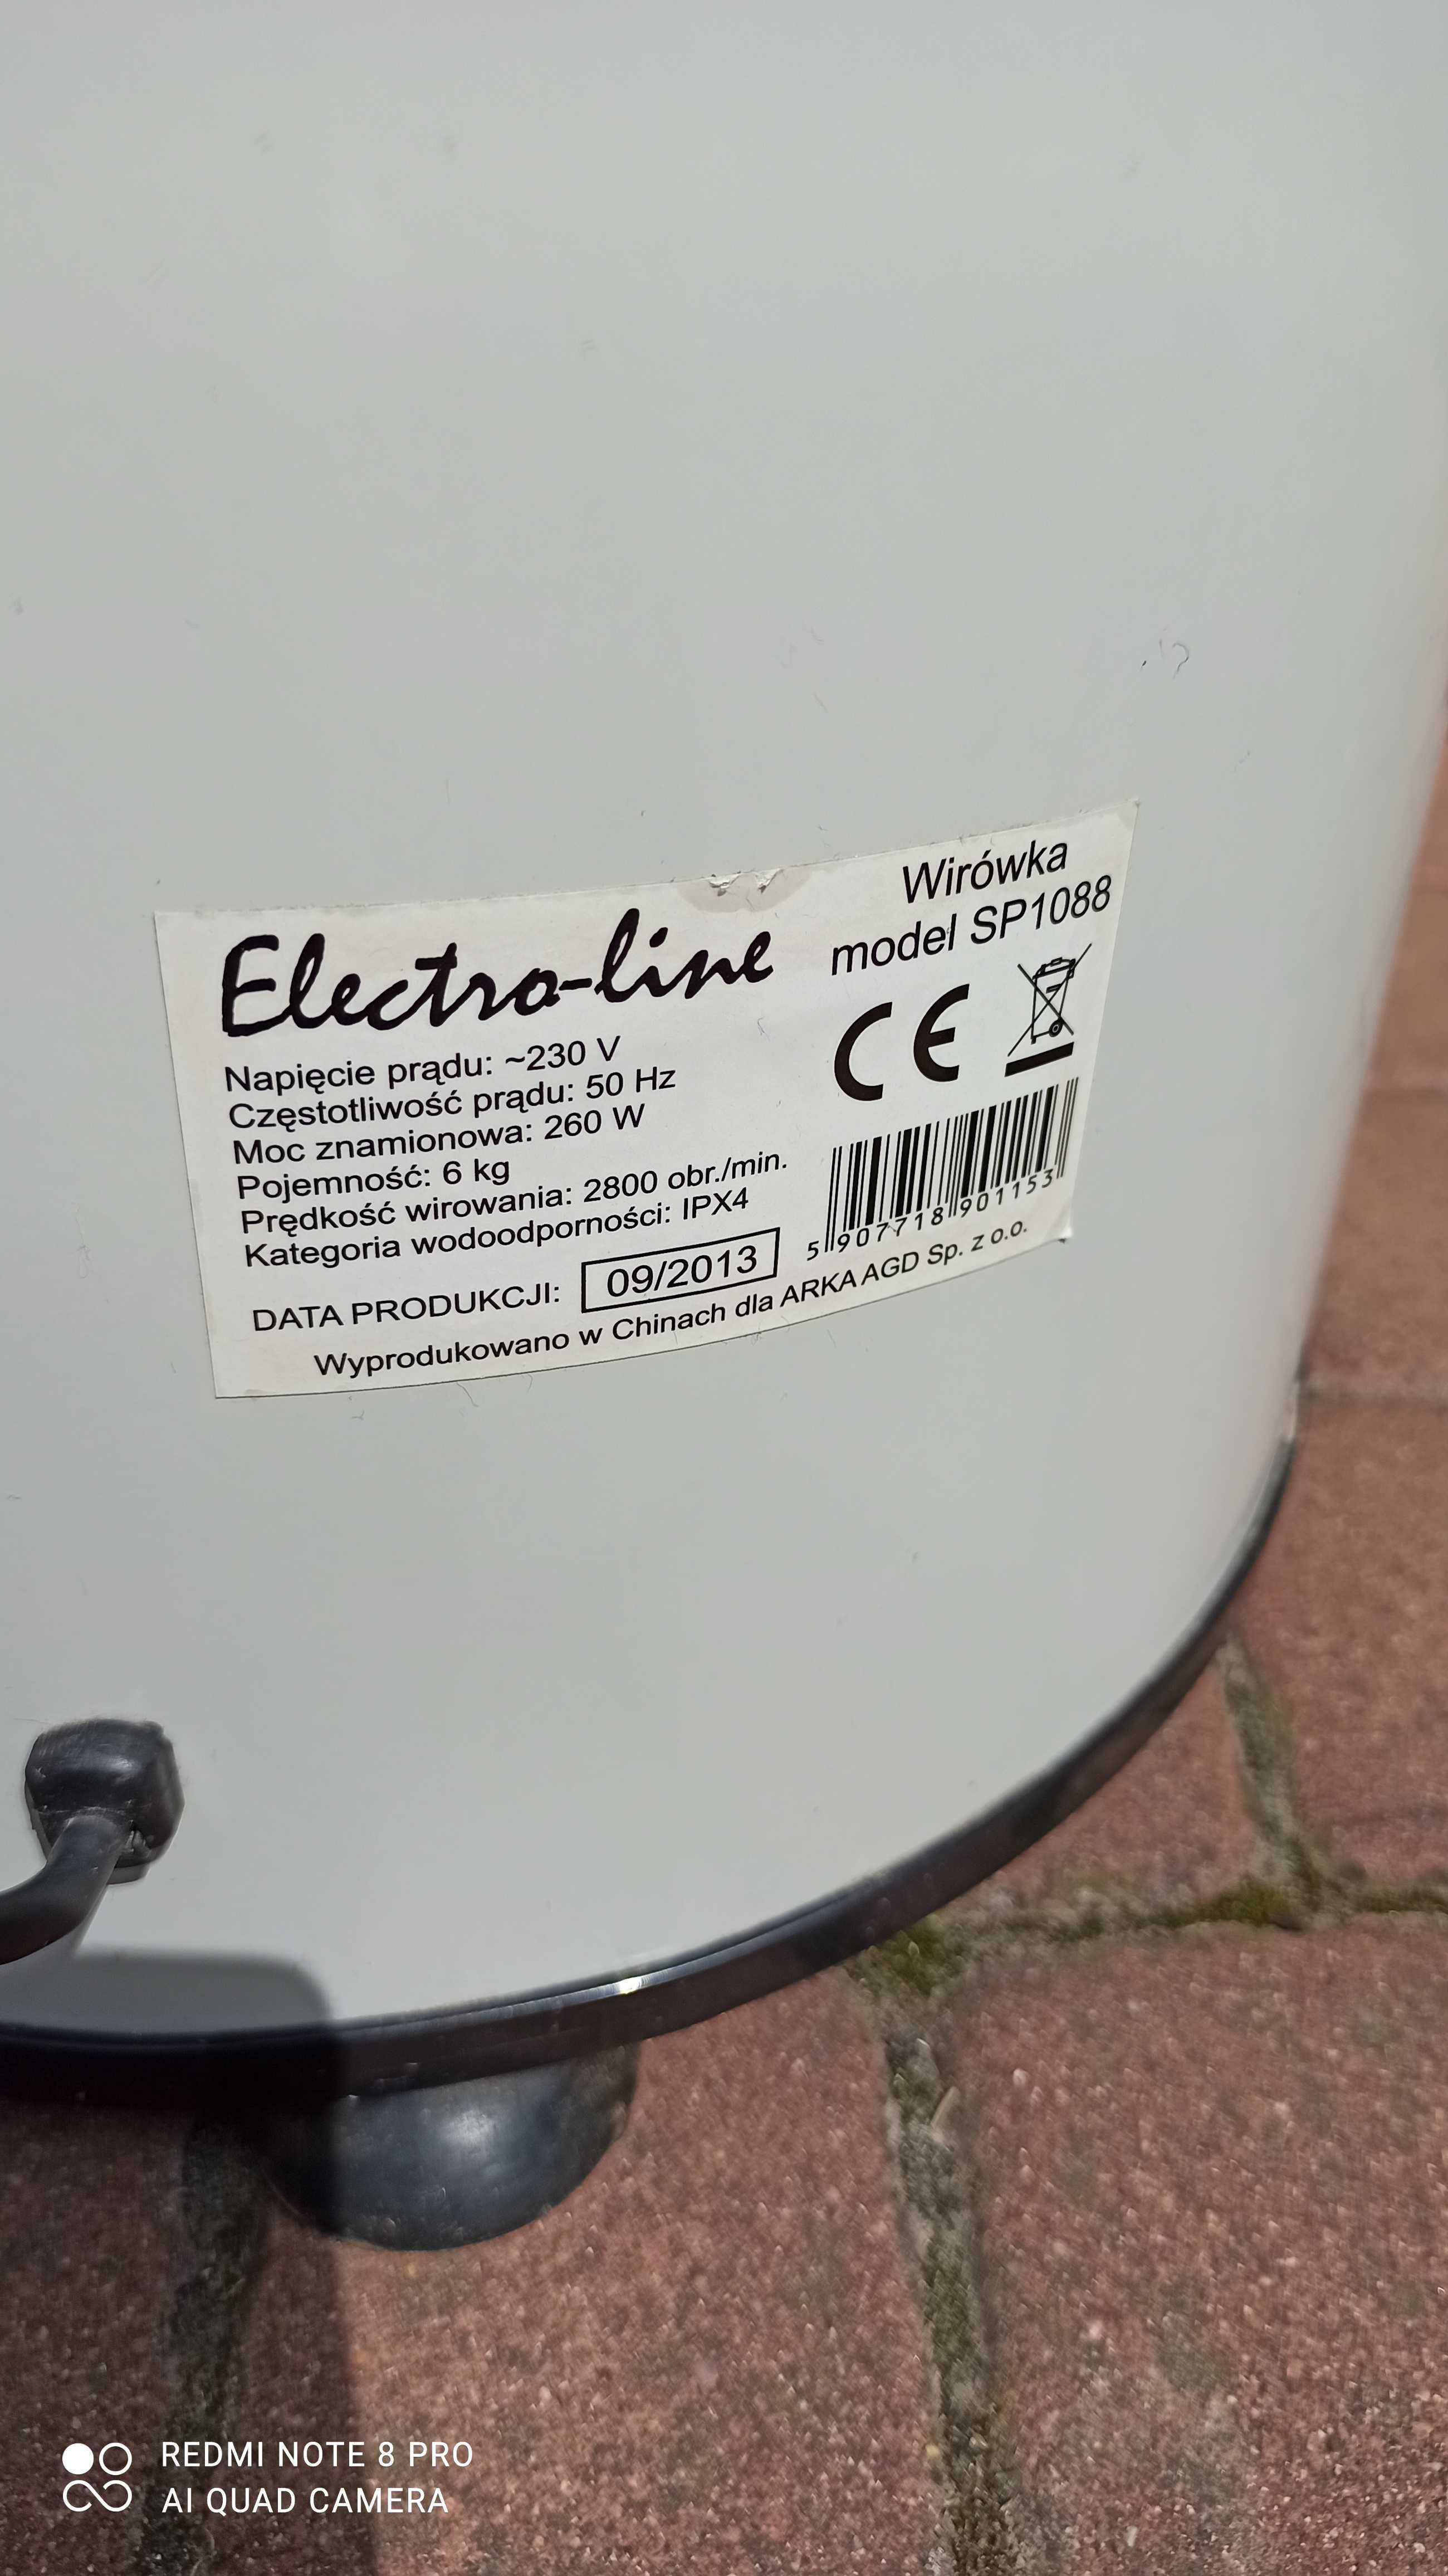 Electro-line
Wirówka
model SP1088
CE
Napięcie prądu: ~230 V
Częstotliwość prądu: 50 Hz
Moc znamionowa: 260 W
Pojemność: 6 kg
Prędkość wirowania: 2800 obr./min.
Kategoria wodoodporności: IPX4
5 907718 901153
DATA PRODUKCJI: 09/2013
Wyprodukowano w Chinach dla ARKA AGD Sp. z o.o.
REDMI NOTE 8 PRO
AI QUAD CAMERA